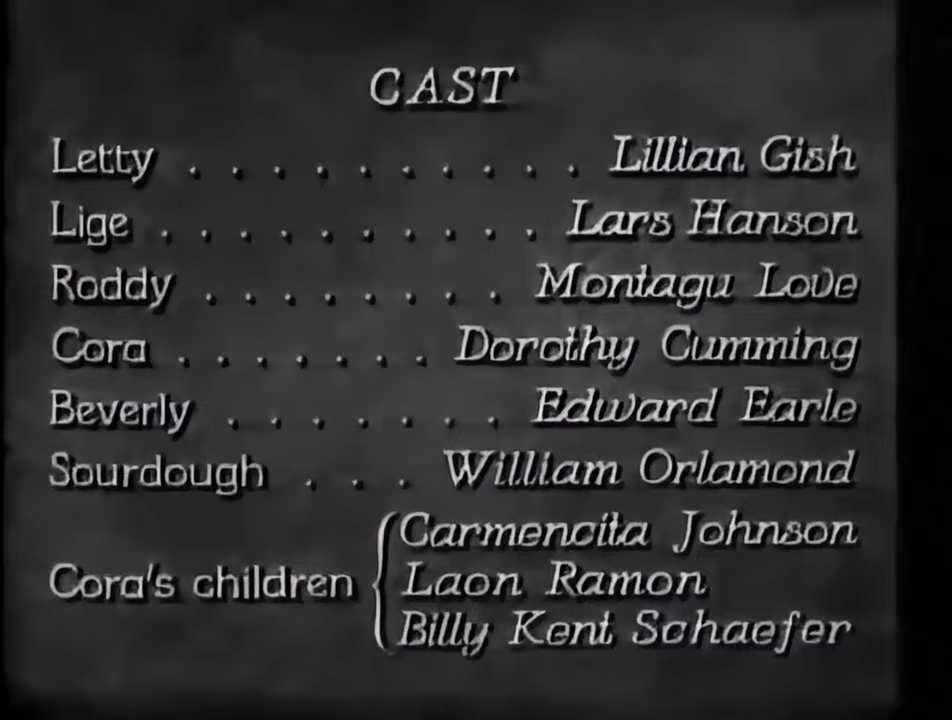 CAST
Letty . . . . . . . . . . Lillian Gish
Lige . . . . . . . . . Lars Hanson
Roddy . . . . . . . Montagu Love
Cora . . . . . . . Dorothy Cumming
Beverly . . . . . . . Edward Earle
Sourdough . . . William Orlamond
Cora's children { Carmencita Johnson
Laon Ramon
Billy Kent Schaefer